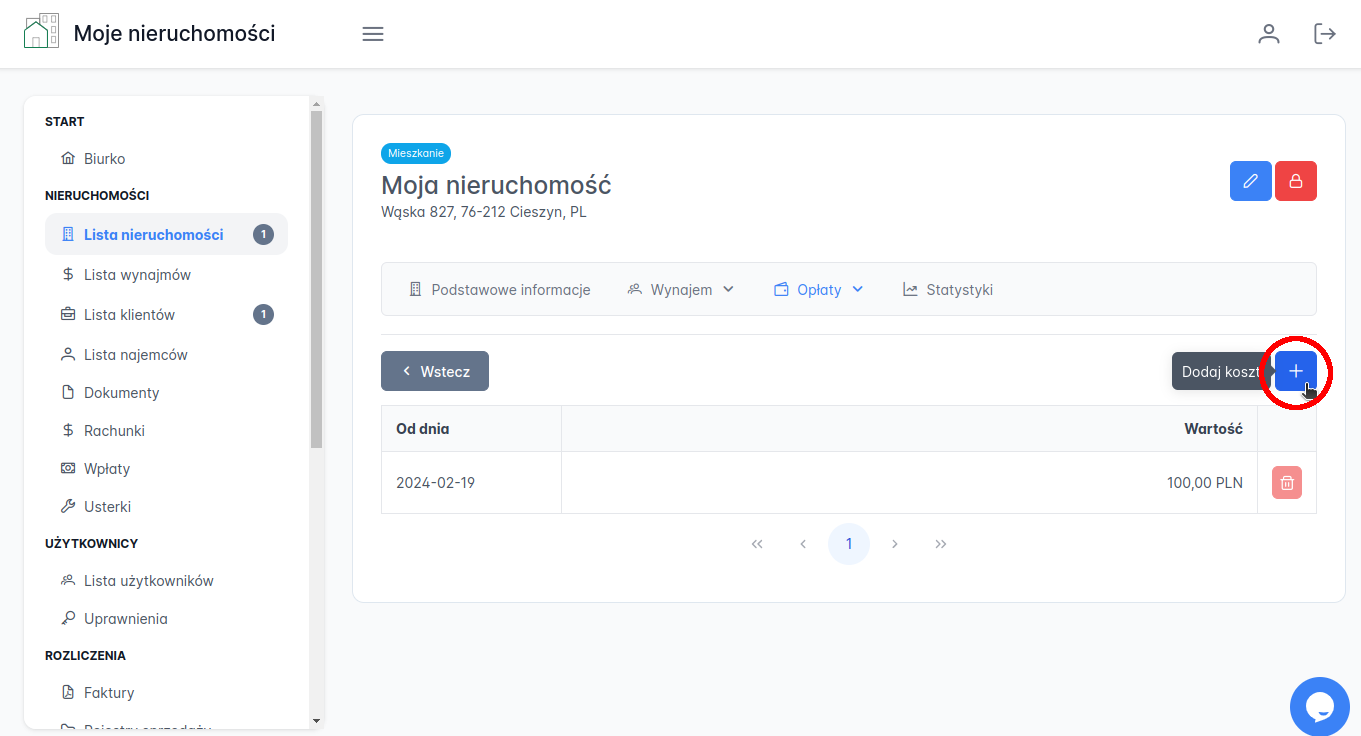 Moje nieruchomości
START
Biurko
NIERUCHOMOŚCI
Lista nieruchomości 1
Lista wynajmów
Lista klientów 1
Lista najemców
Dokumenty
Rachunki
Wpłaty
Usterki
UŻYTKOWNICY
Lista użytkowników
Uprawnienia
ROZLICZENIA
Faktury
Rejestry sprzedaży
Mieszkanie
Moja nieruchomość
Wąska 827, 76-212 Cieszyn, PL
Podstawowe informacje Wynajem Opłaty Statystyki
Wstecz Dodaj koszt
Od dnia Wartość
2024-02-19 100,00 PLN
1